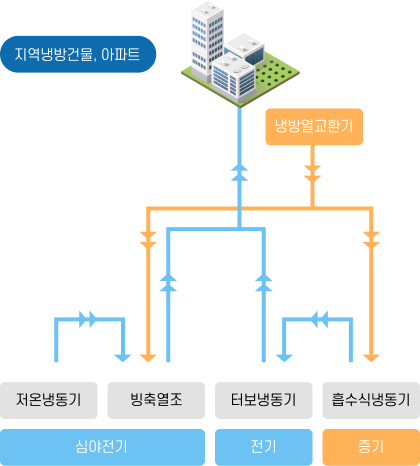 지역냉방건물, 아파트
냉방열교환기
저온냉동기
빙축열조
터보냉동기
흡수식냉동기
심야전기
전기
증기